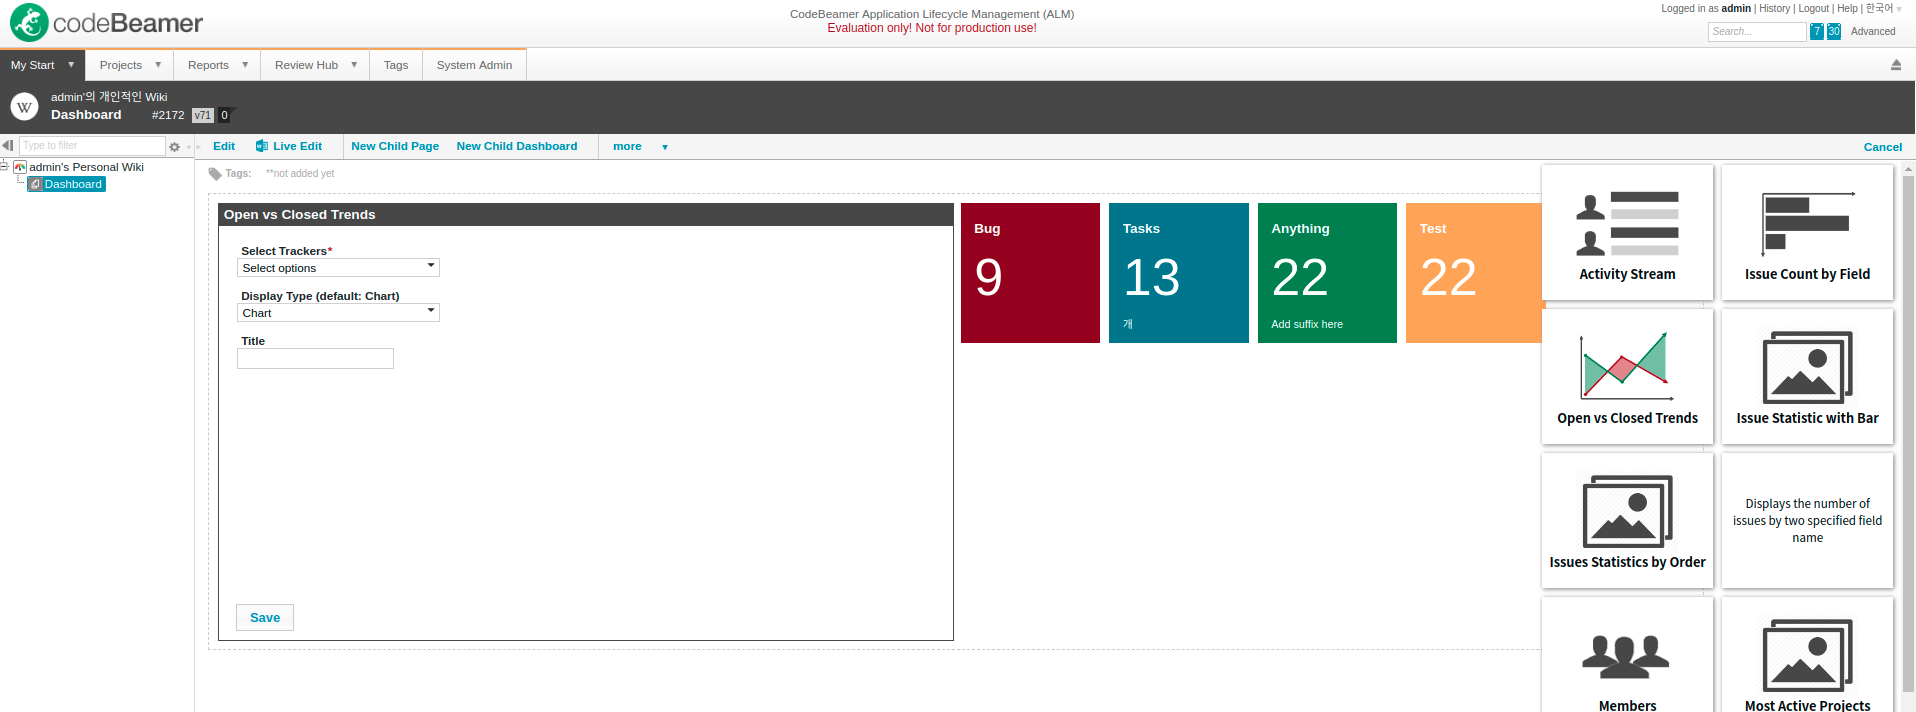 codeBeamer
CodeBeamer Application Lifecycle Management (ALM)
Evaluation only! Not for production use!
Logged in as admin | History | Logout | Help | 한국어
Search...
7
30
Advanced
My Start
Projects
Reports
Review Hub
Tags
System Admin
W
admin'의 개인적인 Wiki
Dashboard
#2172
v71
0
Type to filter
Edit
Live Edit
New Child Page
New Child Dashboard
more
Cancel
admin's Personal Wiki
Dashboard
Tags:
**not added yet
Open vs Closed Trends
Select Trackers*
Select options
Display Type (default: Chart)
Chart
Title
Save
Bug
9
Tasks
13
개
Anything
22
Add suffix here
Test
22
Activity Stream
Issue Count by Field
Open vs Closed Trends
Issue Statistic with Bar
Issues Statistics by Order
Displays the number of
issues by two specified field
name
Members
Most Active Projects